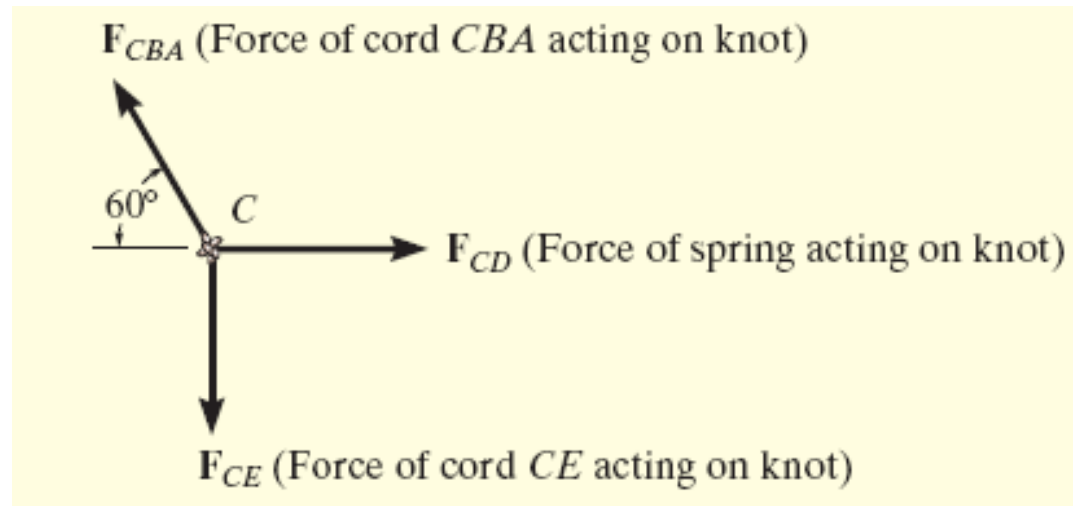 F_CBA (Force of cord CBA acting on knot)
60°
C
F_CD (Force of spring acting on knot)
F_CE (Force of cord CE acting on knot)